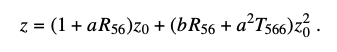 z = (1 + aR₅₆)z₀ + (bR₅₆ + a²T₅₆₆)z₀² .